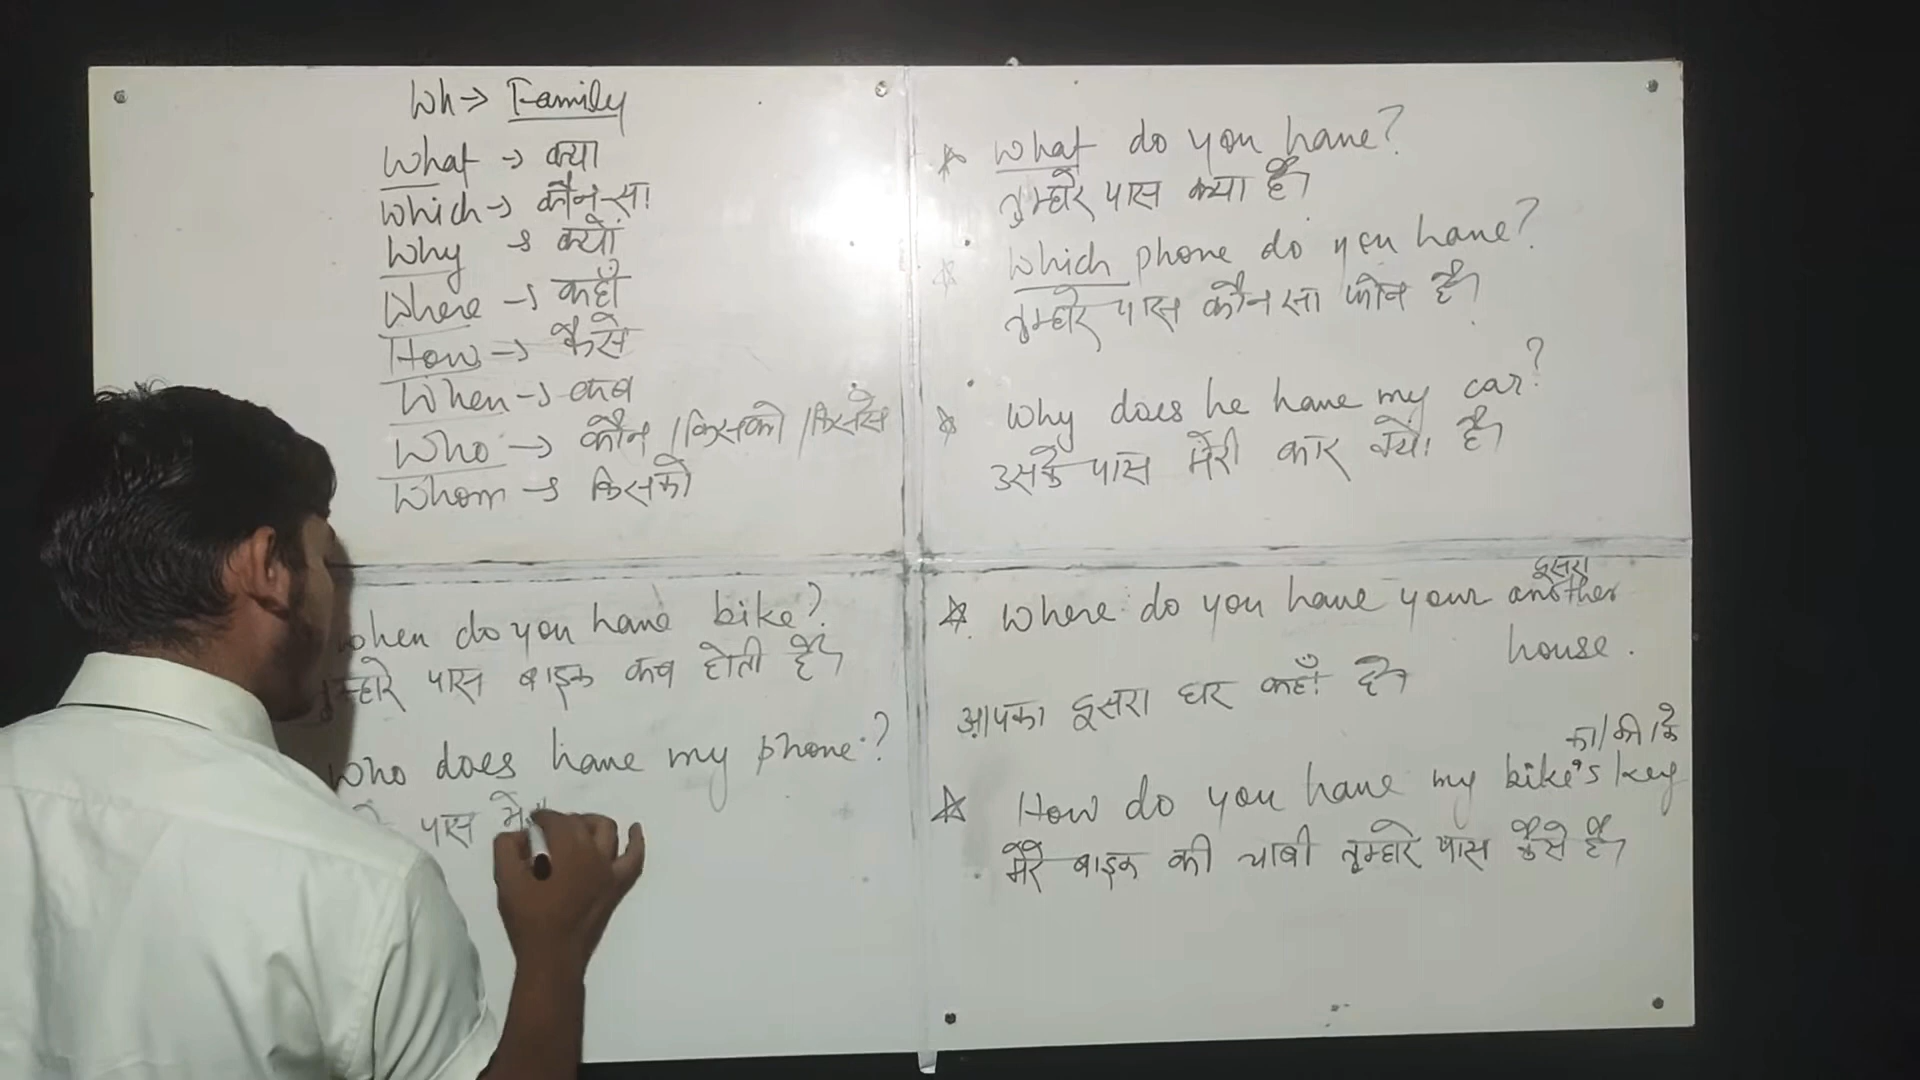 Wh → Family
What → क्या
Which → कौन-सा
Why → क्यों
Where → कहाँ
How → कैसे
When → कब
Who → कौन / किसको / किससे
Whom → किसको
What do you have?
तुम्हारे पास क्या है।
Which phone do you have?
तुम्हारे पास कौन सा फोन है।
Why does he have my car?
उसके पास मेरी कार क्यों है।
When do you have bike?
तुम्हारे पास बाइक कब होती है।
Who does have my phone?
पास
दूसरा
Where do you have your another
house.
आपका दूसरा घर कहाँ है।
का/की/के
How do you have my bike's key
मेरे बाइक की चाबी तुम्हारे पास कैसे है।